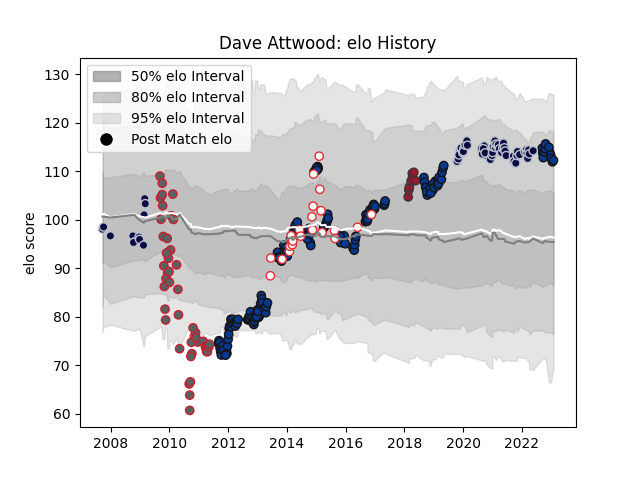 Dave Attwood: elo History
50% elo Interval
80% elo Interval
95% elo Interval
Post Match elo
elo score
130
120
110
100
90
80
70
60
2008 2010 2012 2014 2016 2018 2020 2022